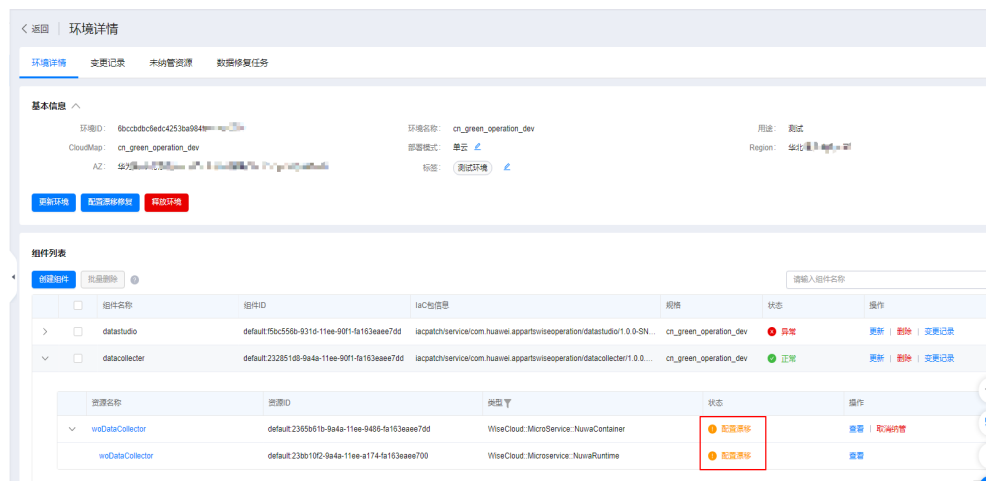 返回 环境详情
环境详情 变更记录 未纳管资源 数据修复任务
基本信息
环境ID: 6bccbdbc6edc4253ba984 环境名称: cn_green_operation_dev 用途: 测试
CloudMap: cn_green_operation_dev 部署模式: 单云 Region: 华北
AZ: 华为 标签: 测试环境
更新环境 配置漂移修复 释放环境
组件列表
创建组件 批量删除 请输入组件名称
组件名称 组件ID IaC包信息 规格 状态 操作
datastudio default:f5bc556b-931d-11ee-90f1-fa163eaee7dd iacpatch/service/com.huawei.appartswiseoperation/datastudio/1.0.0-SN... cn_green_operation_dev 异常 更新 | 删除 | 变更记录
datacollecter default:232851d8-9a4a-11ee-90f1-fa163eaee7dd iacpatch/service/com.huawei.appartswiseoperation/datacollecter/1.0.0.... cn_green_operation_dev 正常 更新 | 删除 | 变更记录
资源名称 资源ID 类型 状态 操作
woDataCollector default:2365b61b-9a4a-11ee-9486-fa163eaee7dd WiseCloud::MicroService::NuwaContainer 配置漂移 查看 | 取消纳管
woDataCollector default:23bb10f2-9a4a-11ee-a174-fa163eaee700 WiseCloud::Microservice::NuwaRuntime 配置漂移 查看